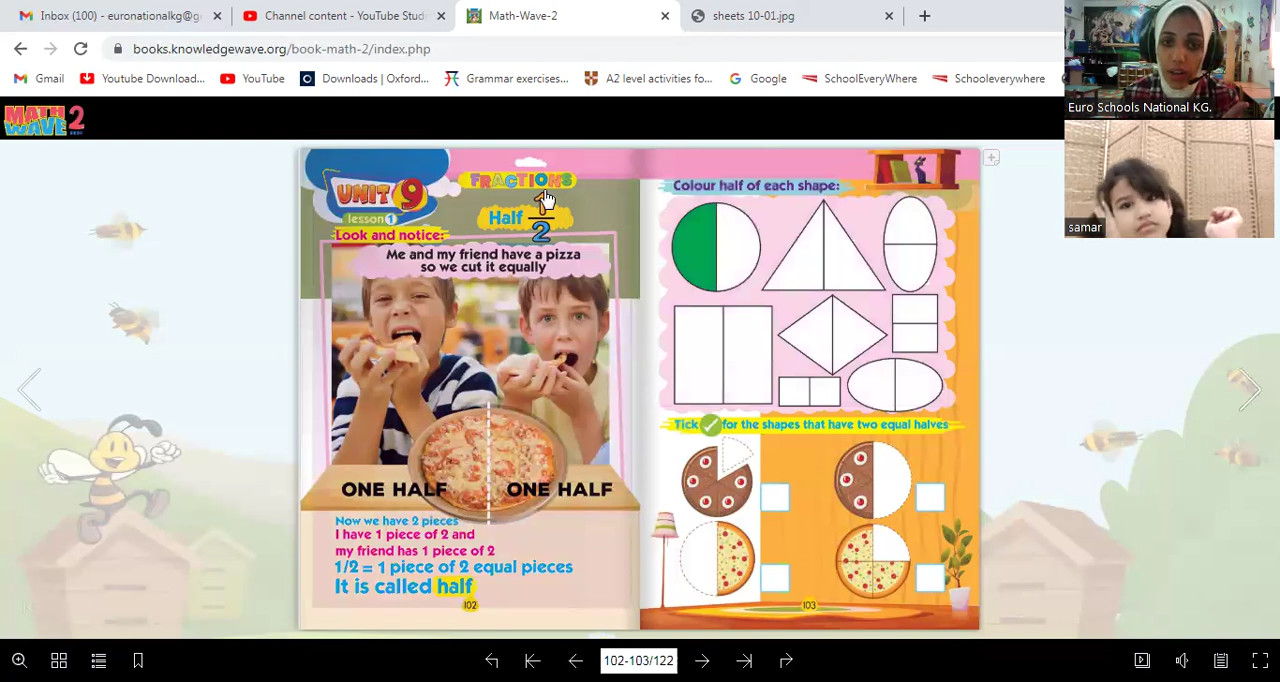 Inbox (100) - euronationalkg@g
Channel content - YouTube Stud
Math-Wave-2
sheets 10-01.jpg
books.knowledgewave.org/book-math-2/index.php
Gmail
Youtube Download...
YouTube
Downloads | Oxford...
Grammar exercises...
A2 level activities fo...
Google
SchoolEveryWhere
Schooleverywhere
Euro Schools National KG.
samar
MATH WAVE 2
UNIT 9
lesson 1
FRACTIONS
Half 1/2
Look and notice:
Me and my friend have a pizza
so we cut it equally
ONE HALF ONE HALF
Now we have 2 pieces
I have 1 piece of 2 and
my friend has 1 piece of 2
1/2 = 1 piece of 2 equal pieces
It is called half
102
Colour half of each shape:
Tick for the shapes that have two equal halves
103
102-103/122